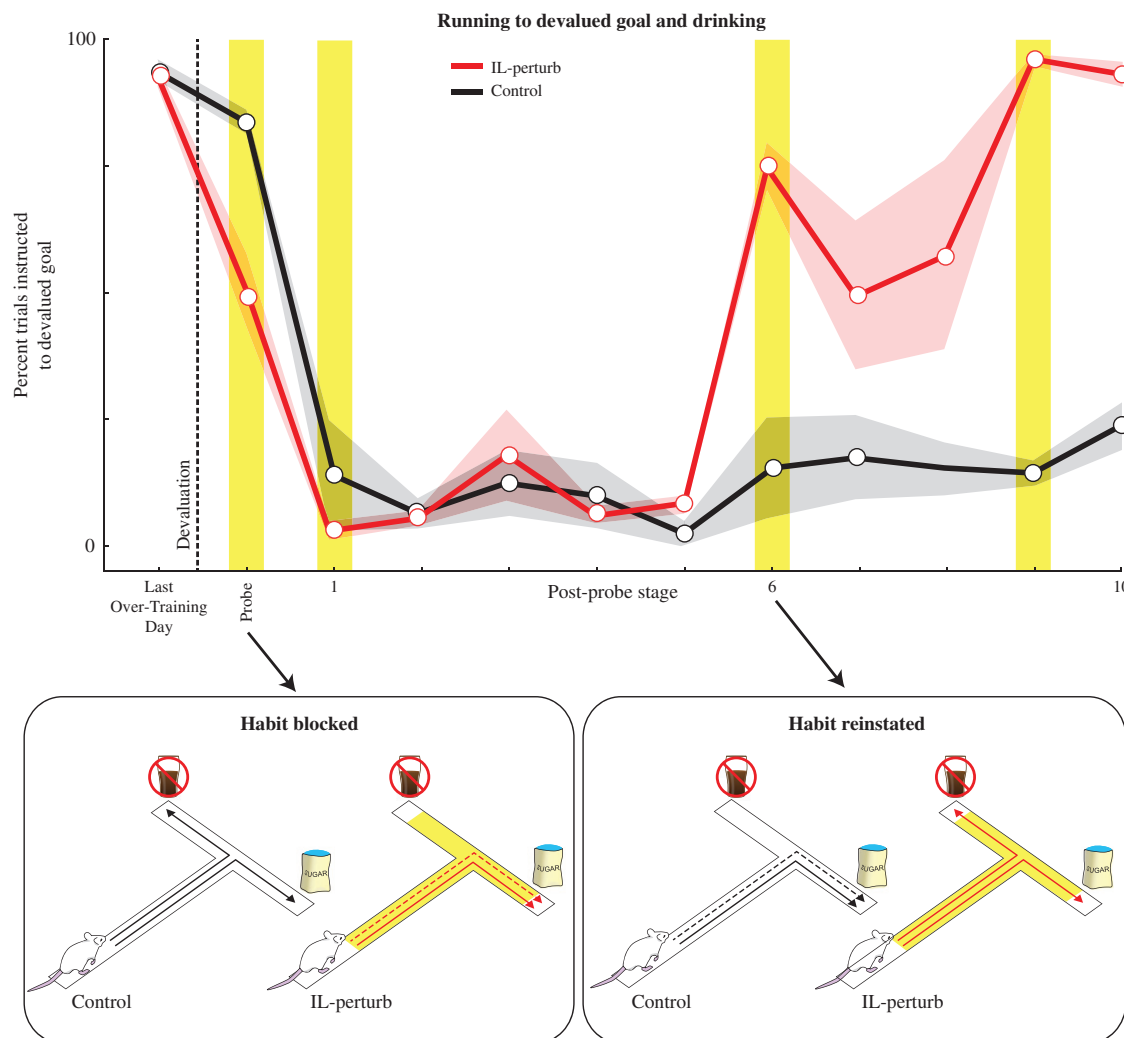 Running to devalued goal and drinking
100
IL-perturb
Control
Percent trials instructed
to devalued goal
Devaluation
0
Last
Over-Training
Day
Probe
1
Post-probe stage
6
10
Habit blocked
SUGAR
SUGAR
Control
IL-perturb
Habit reinstated
SUGAR
SUGAR
Control
IL-perturb